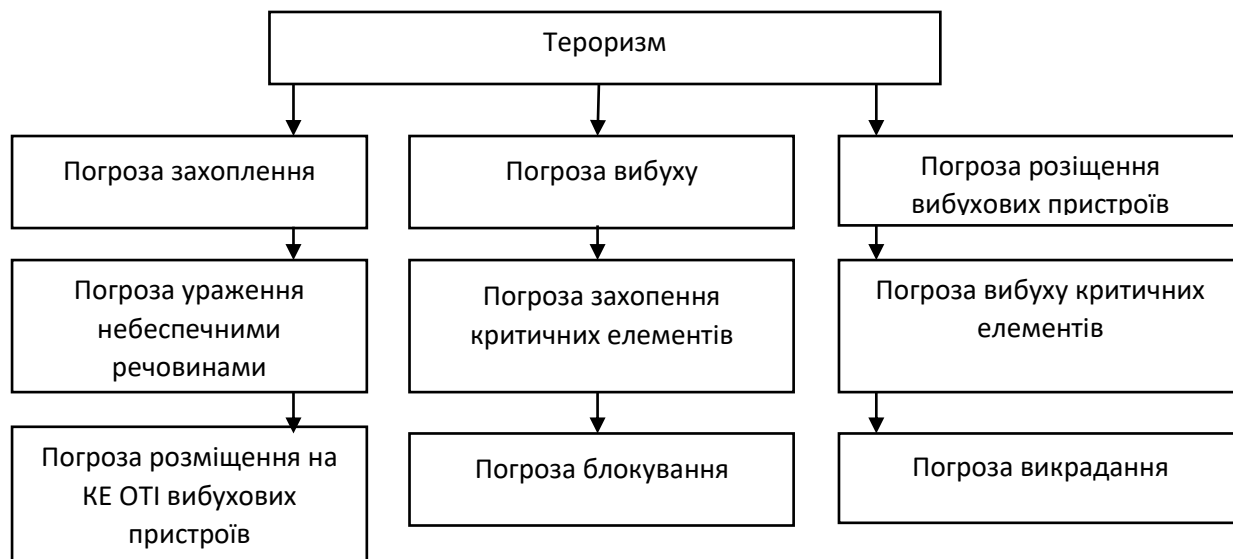 Тероризм
Погроза захоплення
Погроза вибуху
Погроза розіщення
вибухових пристроїв
Погроза ураження
небеспечними
речовинами
Погроза захопення
критичних елементів
Погроза вибуху критичних
елементів
Погроза розміщення на
КЕ ОТІ вибухових
пристроїв
Погроза блокування
Погроза викрадання